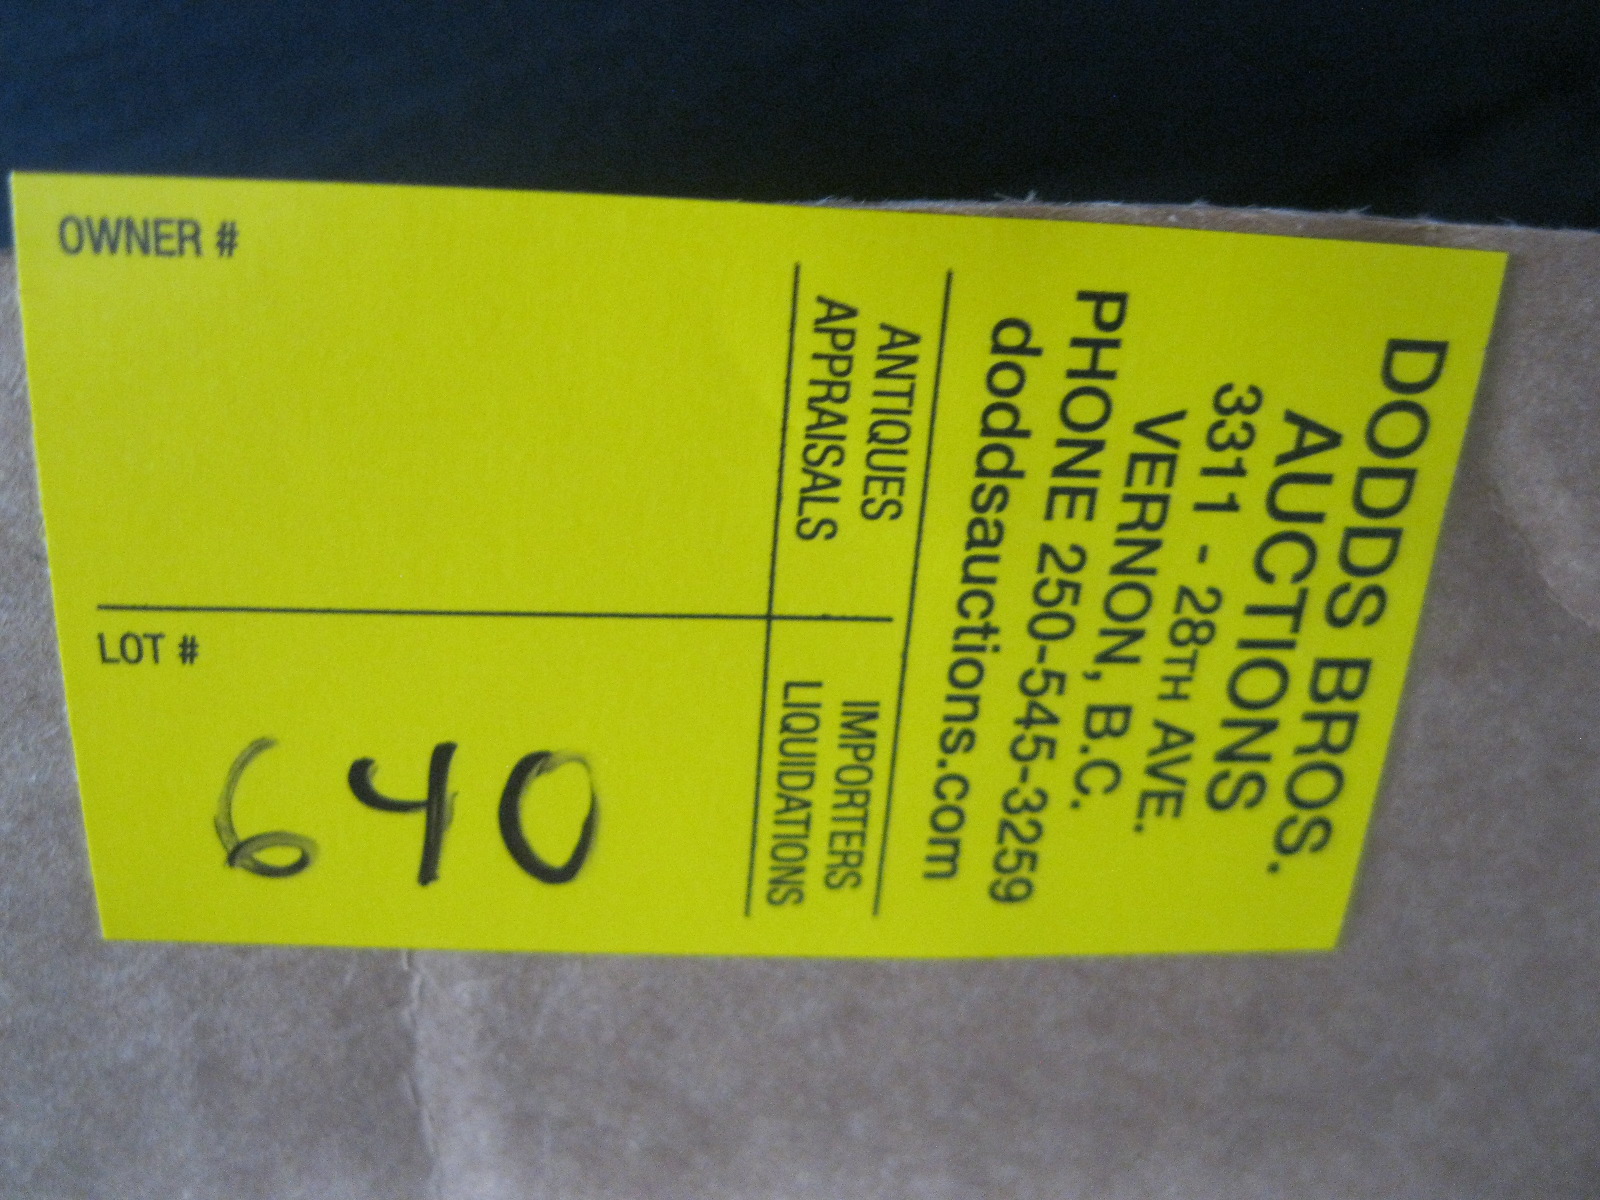 DODDS BROS.
AUCTIONS
3311 - 28TH AVE.
VERNON, B.C.
PHONE 250-545-3259
doddsauctions.com
ANTIQUES
APPRAISALS
IMPORTERS
LIQUIDATIONS
OWNER #
LOT #
640